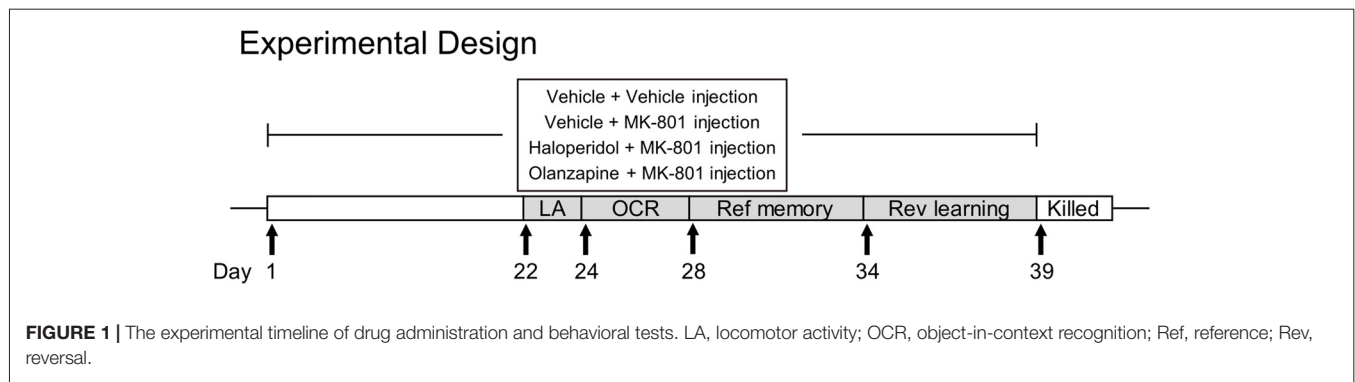 Experimental Design
Vehicle + Vehicle injection
Vehicle + MK-801 injection
Haloperidol + MK-801 injection
Olanzapine + MK-801 injection
LA OCR Ref memory Rev learning Killed
Day 1 22 24 28 34 39
FIGURE 1 | The experimental timeline of drug administration and behavioral tests. LA, locomotor activity; OCR, object-in-context recognition; Ref, reference; Rev,
reversal.